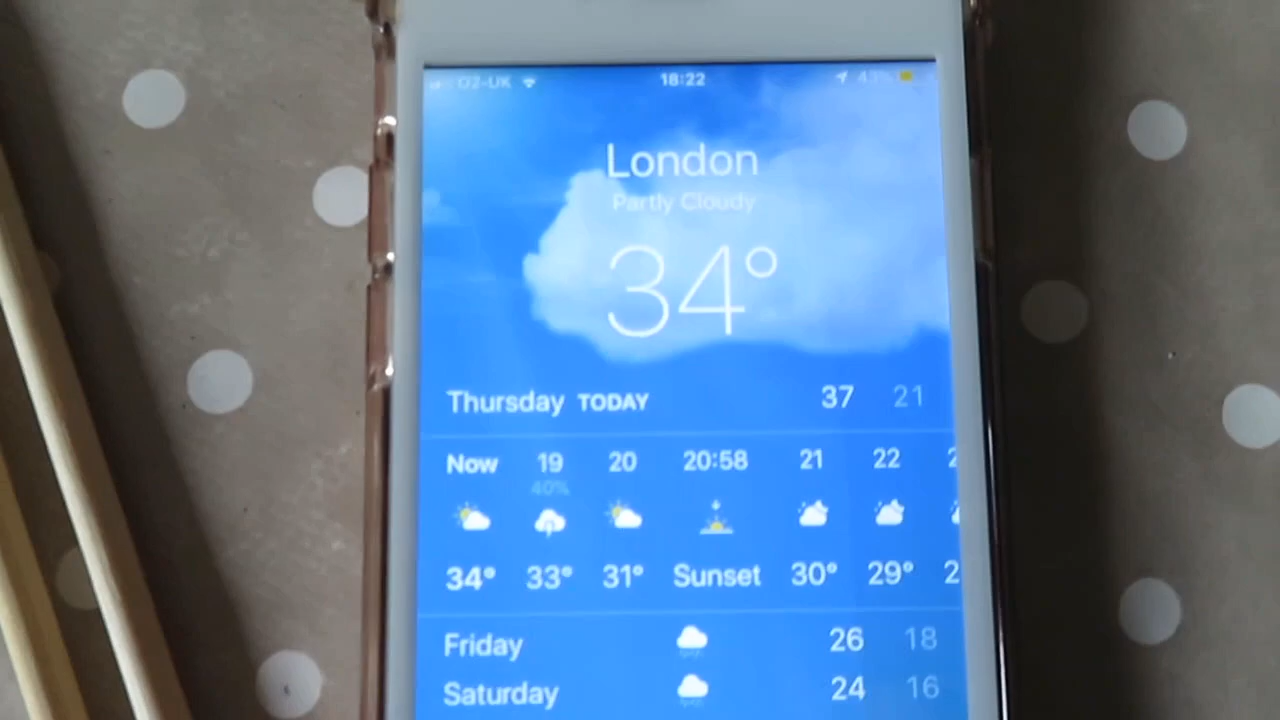 O2-UK 18:22 43%
London
Partly Cloudy
34°
Thursday TODAY 37 21
Now 19 20 20:58 21 22
40%
34° 33° 31° Sunset 30° 29°
Friday 26 18
Saturday 24 16